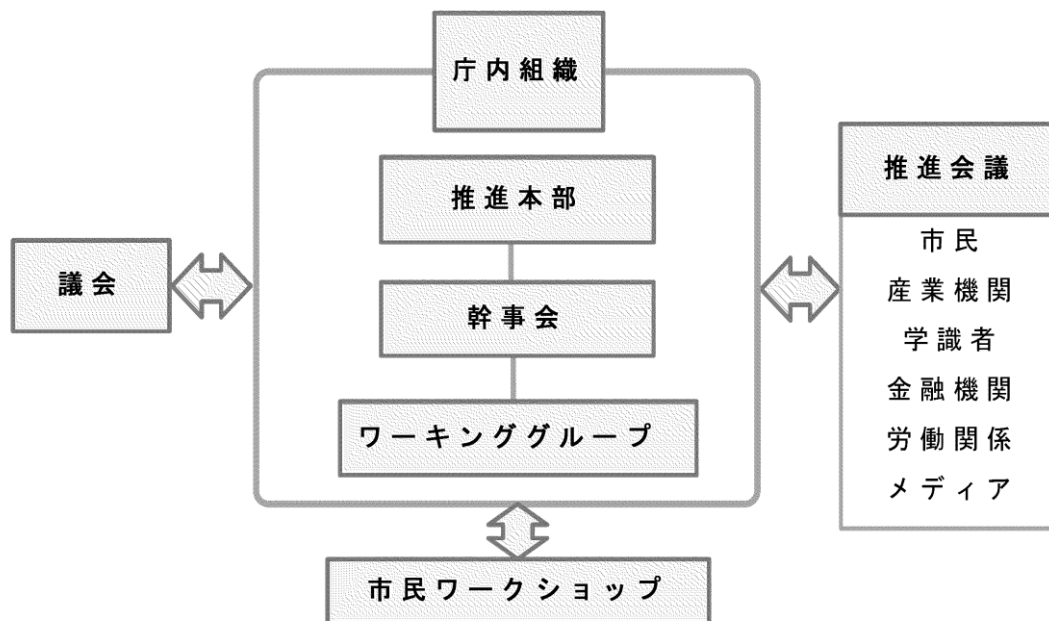 庁内組織
推進本部
幹事会
ワーキンググループ
議会
推進会議
市民
産業機関
学識者
金融機関
労働関係
メディア
市民ワークショップ